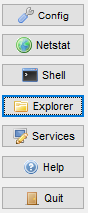 Config
Netstat
Shell
Explorer
Services
Help
Quit